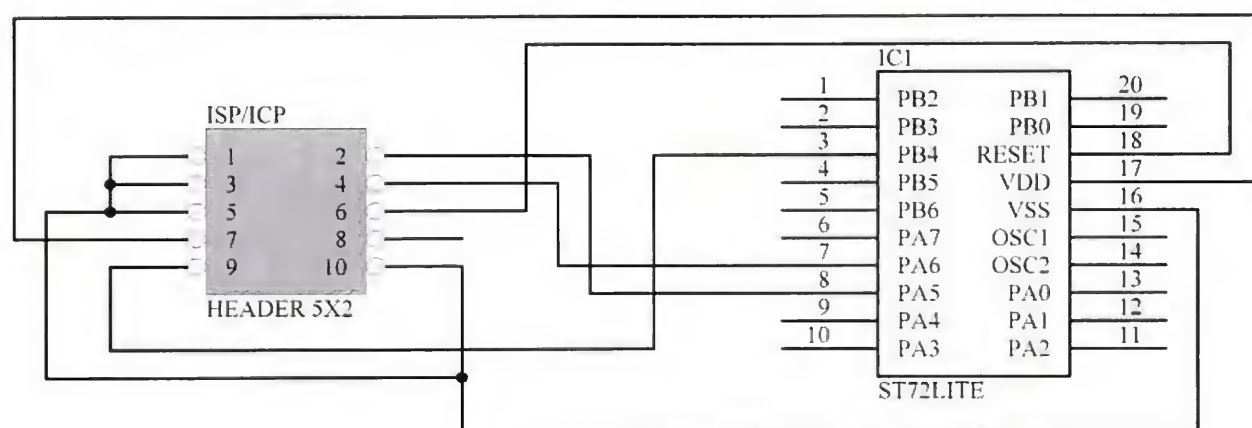 ISP/ICP
1 2
3 4
5 6
7 8
9 10
HEADER 5X2
IC1
1 PB2 PB1 20
2 PB3 PB0 19
3 PB4 RESET 18
4 PB5 VDD 17
5 PB6 VSS 16
6 PA7 OSC1 15
7 PA6 OSC2 14
8 PA5 PA0 13
9 PA4 PA1 12
10 PA3 PA2 11
ST72LITE